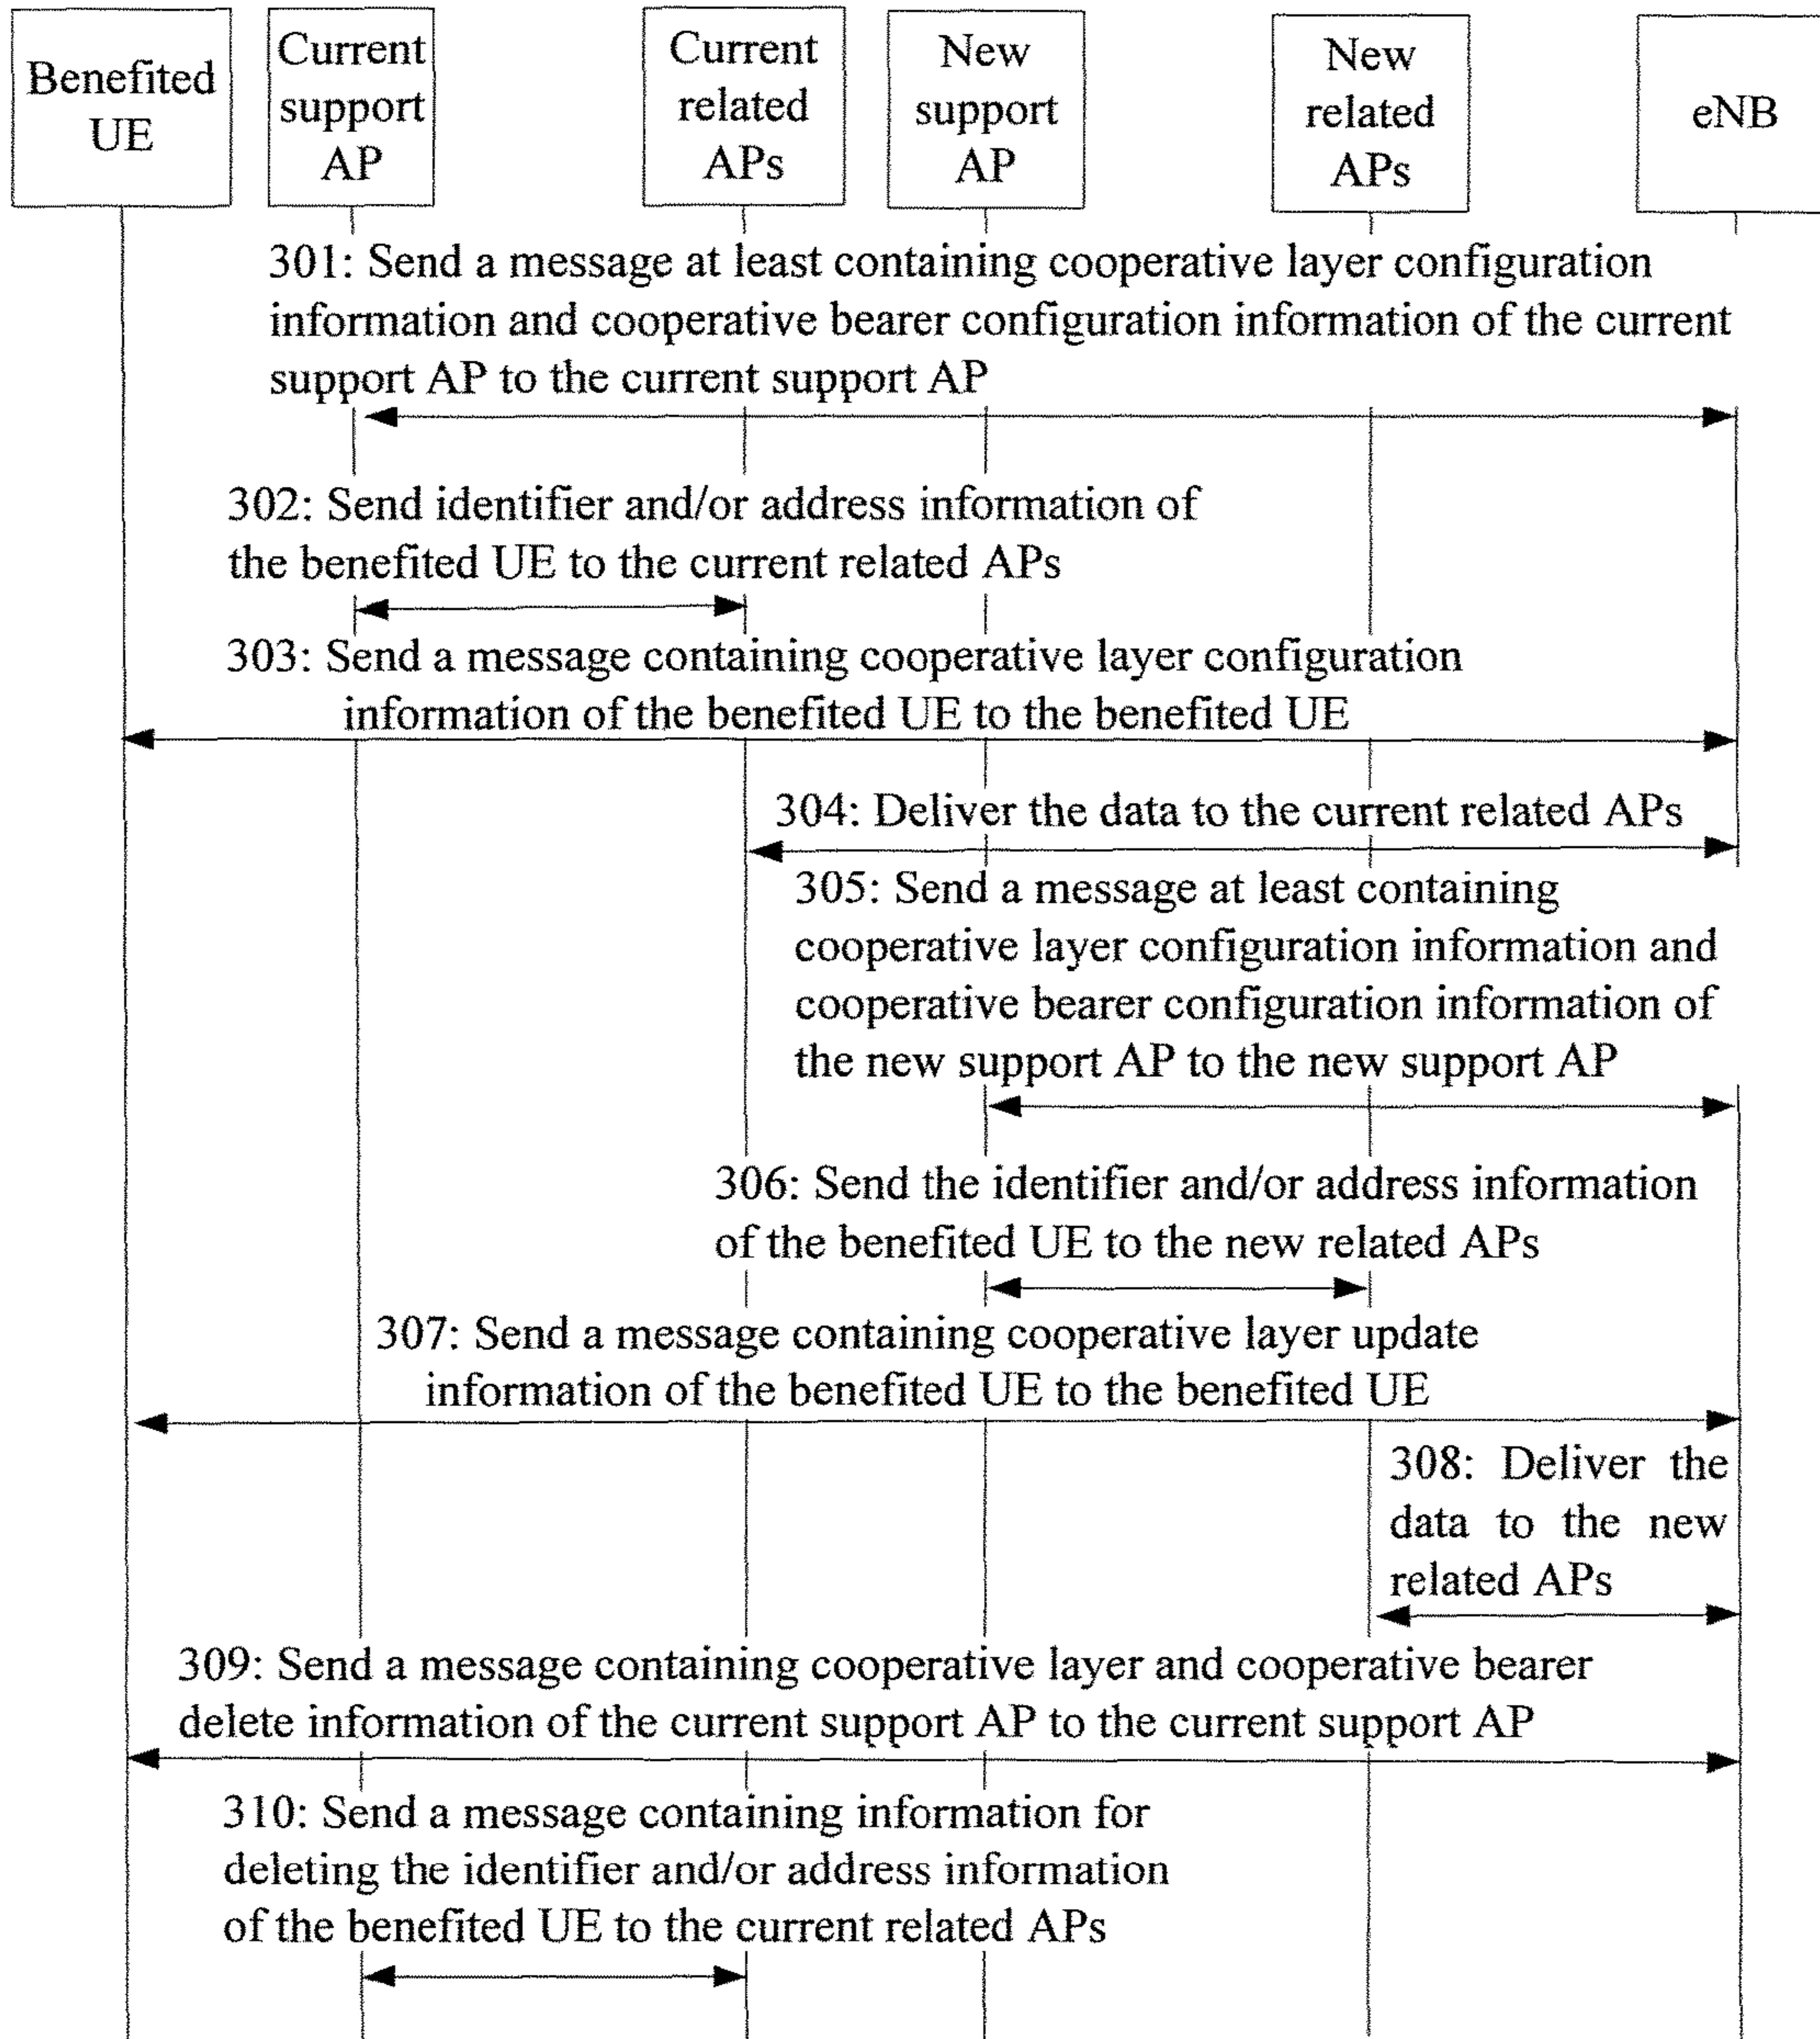 Benefited
UE
Current
support
AP
Current
related
APs
New
support
AP
New
related
APs
eNB
301: Send a message at least containing cooperative layer configuration
information and cooperative bearer configuration information of the current
support AP to the current support AP
302: Send identifier and/or address information of
the benefited UE to the current related APs
303: Send a message containing cooperative layer configuration
information of the benefited UE to the benefited UE
304: Deliver the data to the current related APs
305: Send a message at least containing
cooperative layer configuration information and
cooperative bearer configuration information of
the new support AP to the new support AP
306: Send the identifier and/or address information
of the benefited UE to the new related APs
307: Send a message containing cooperative layer update
information of the benefited UE to the benefited UE
308: Deliver the
data to the new
related APs
309: Send a message containing cooperative layer and cooperative bearer
delete information of the current support AP to the current support AP
310: Send a message containing information for
deleting the identifier and/or address information
of the benefited UE to the current related APs